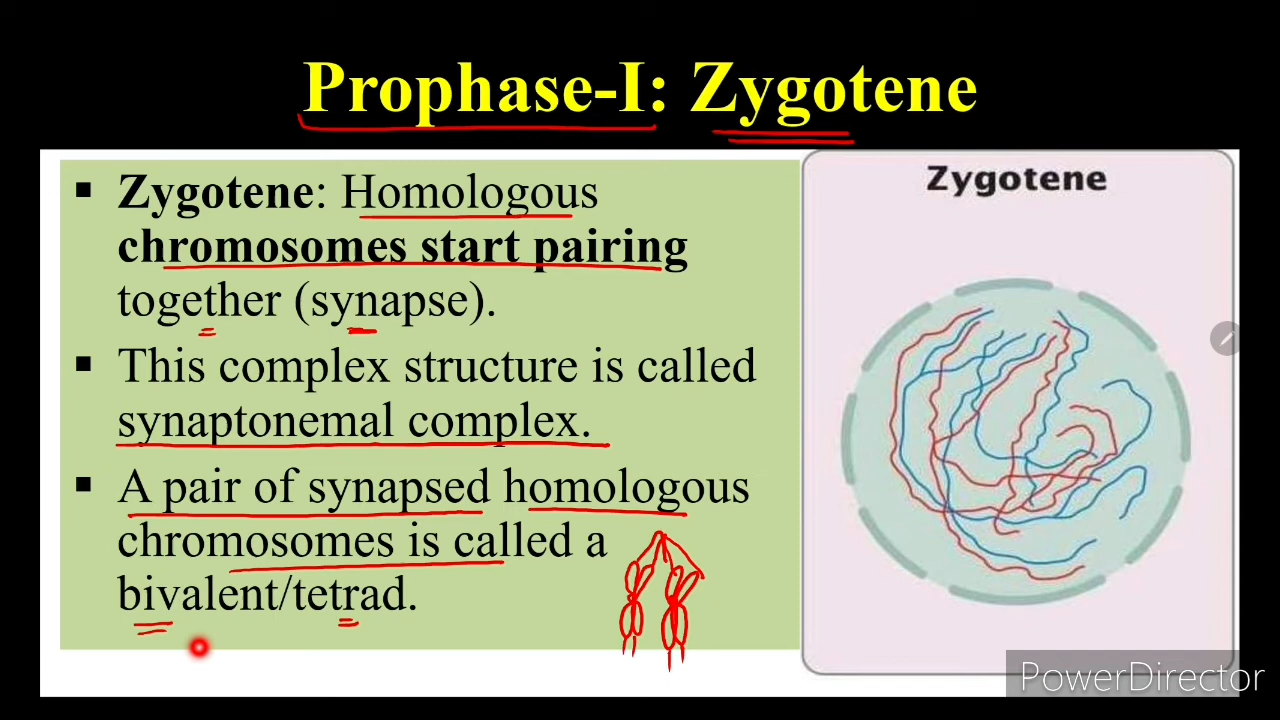 Prophase-I: Zygotene
▪ Zygotene: Homologous
chromosomes start pairing
together (synapse).
▪ This complex structure is called
synaptonemal complex.
▪ A pair of synapsed homologous
chromosomes is called a
bivalent/tetrad.
Zygotene
PowerDirector